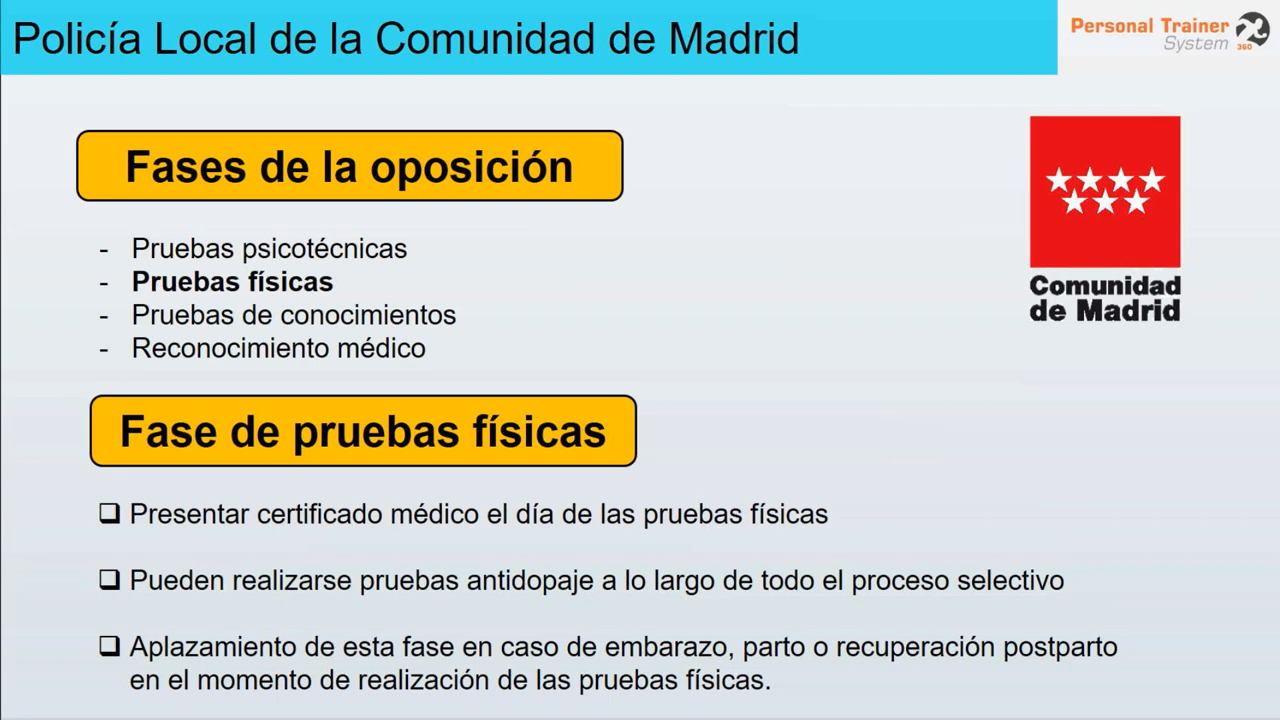 Policía Local de la Comunidad de Madrid
Personal Trainer
System 360
Fases de la oposición
- Pruebas psicotécnicas
- Pruebas físicas
- Pruebas de conocimientos
- Reconocimiento médico
Comunidad
de Madrid
Fase de pruebas físicas
❑ Presentar certificado médico el día de las pruebas físicas
❑ Pueden realizarse pruebas antidopaje a lo largo de todo el proceso selectivo
❑ Aplazamiento de esta fase en caso de embarazo, parto o recuperación postparto
en el momento de realización de las pruebas físicas.